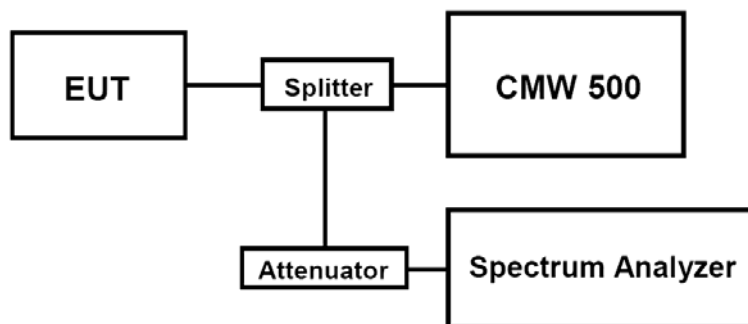 EUT
Splitter
CMW 500
Attenuator
Spectrum Analyzer